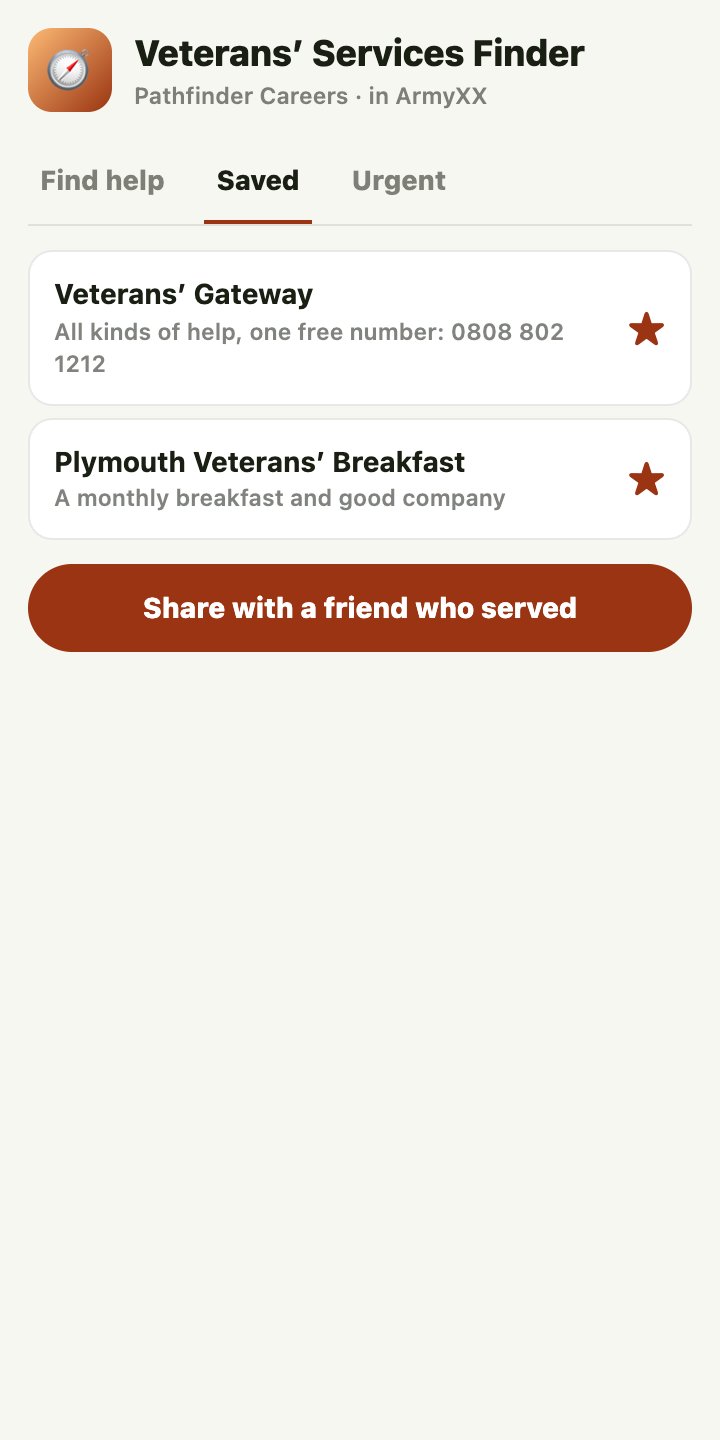 Veterans’ Services Finder
Pathfinder Careers · in ArmyXX
Find help
Saved
Urgent
Veterans’ Gateway
All kinds of help, one free number: 0808 802
1212
Plymouth Veterans’ Breakfast
A monthly breakfast and good company
Share with a friend who served